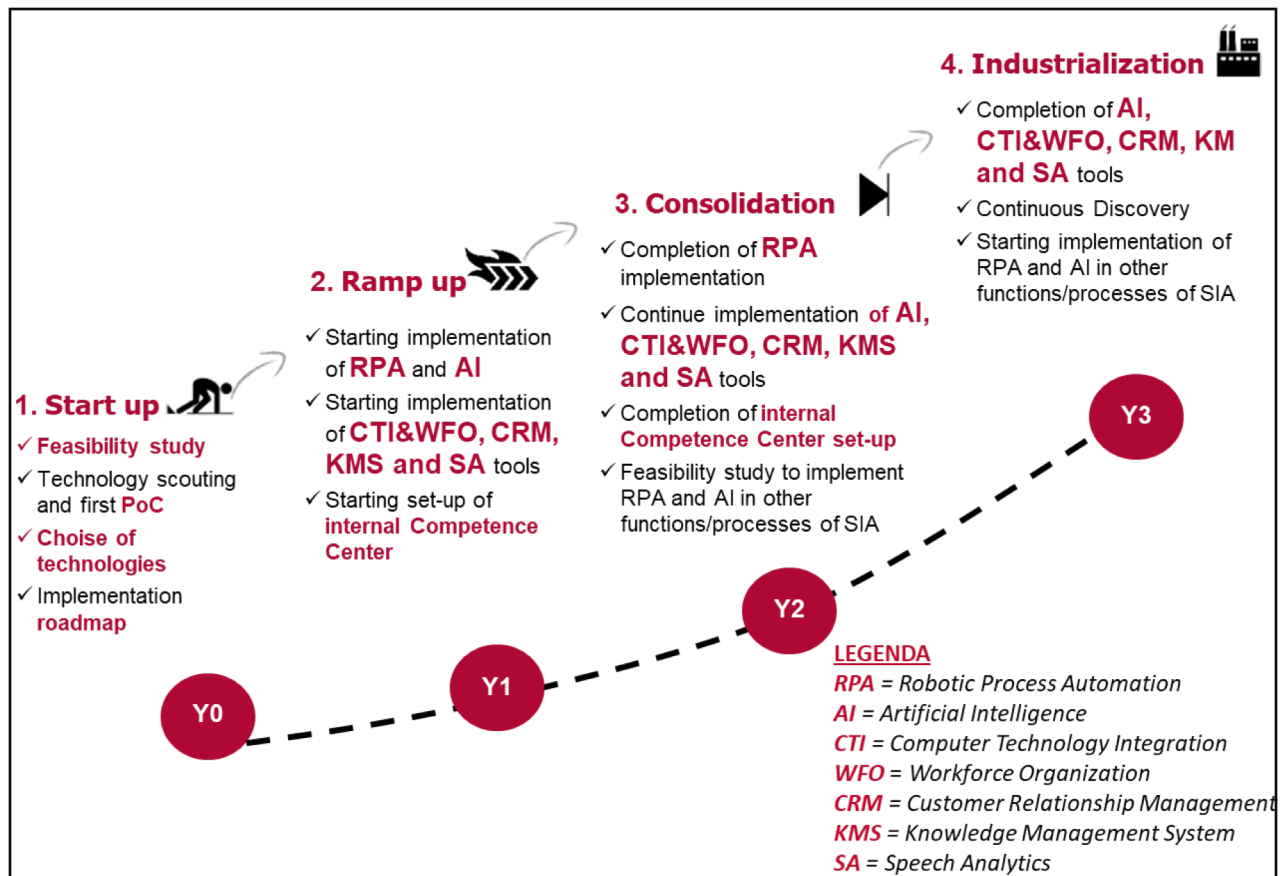 1. Start up
✓ Feasibility study
✓ Technology scouting
and first PoC
✓ Choise of
technologies
✓ Implementation
roadmap
2. Ramp up
✓ Starting implementation
of RPA and AI
✓ Starting implementation
of CTI&WFO, CRM,
KMS and SA tools
✓ Starting set-up of
internal Competence
Center
3. Consolidation
✓ Completion of RPA
implementation
✓ Continue implementation of AI,
CTI&WFO, CRM, KMS
and SA tools
✓ Completion of internal
Competence Center set-up
✓ Feasibility study to implement
RPA and AI in other
functions/processes of SIA
4. Industrialization
✓ Completion of AI,
CTI&WFO, CRM, KM
and SA tools
✓ Continuous Discovery
✓ Starting implementation of
RPA and AI in other
functions/processes of SIA
Y0
Y1
Y2
Y3
LEGENDA
RPA = Robotic Process Automation
AI = Artificial Intelligence
CTI = Computer Technology Integration
WFO = Workforce Organization
CRM = Customer Relationship Management
KMS = Knowledge Management System
SA = Speech Analytics